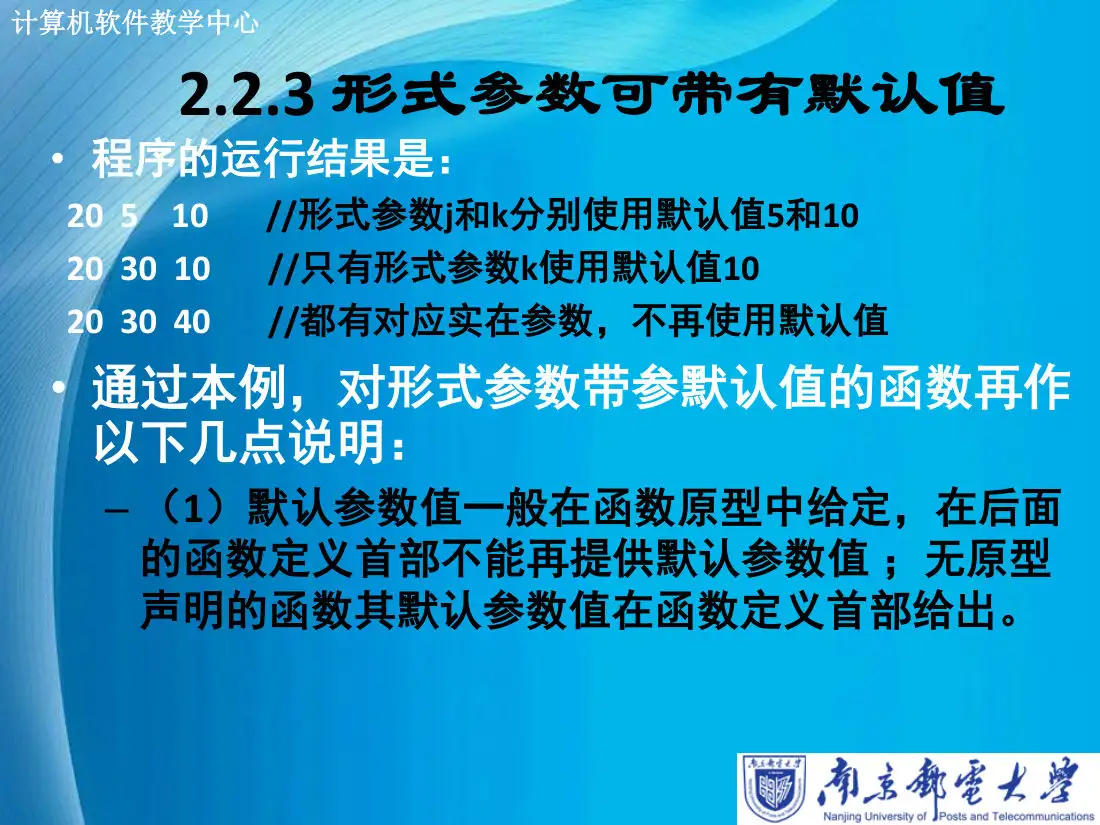 计算机软件教学中心
2.2.3 形式参数可带有默认值
• 程序的运行结果是：
20 5 10 //形式参数j和k分别使用默认值5和10
20 30 10 //只有形式参数k使用默认值10
20 30 40 //都有对应实在参数，不再使用默认值
• 通过本例，对形式参数带参默认值的函数再作
以下几点说明：
– （1）默认参数值一般在函数原型中给定，在后面
的函数定义首部不能再提供默认参数值 ；无原型
声明的函数其默认参数值在函数定义首部给出。
南京邮电大学
Nanjing University of Posts and Telecommunications